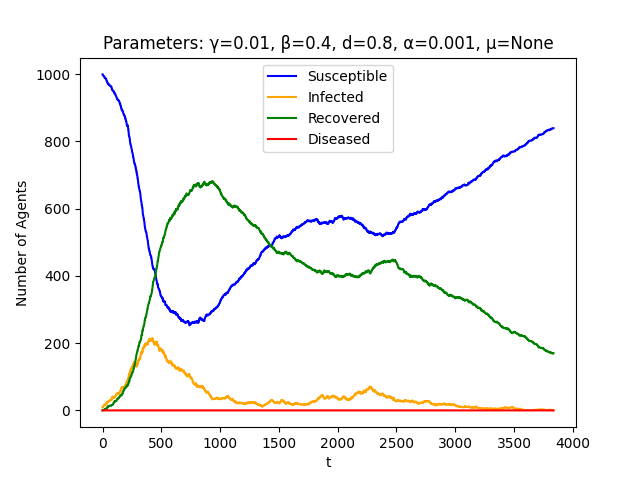 Parameters: γ=0.01, β=0.4, d=0.8, α=0.001, μ=None
Number of Agents
1000
800
600
400
200
0
Susceptible
Infected
Recovered
Diseased
0 500 1000 1500 2000 2500 3000 3500 4000
t